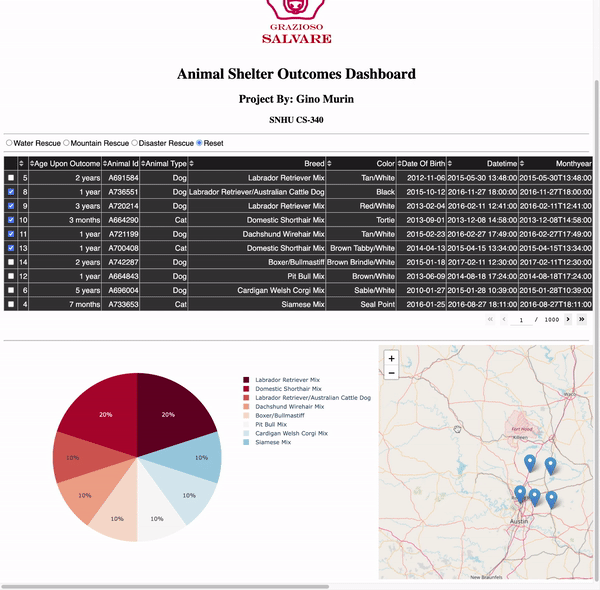 GRAZIOSO
SALVARE
Animal Shelter Outcomes Dashboard
Project By: Gino Murin
SNHU CS-340
Water Rescue Mountain Rescue Disaster Rescue Reset
Age Upon Outcome Animal Id Animal Type Breed Color Date Of Birth Datetime Monthyear
5 2 years A691584 Dog Labrador Retriever Mix Tan/White 2012-11-06 2015-05-30 13:48:00 2015-05-30T13:48:00
8 1 year A736551 Dog Labrador Retriever/Australian Cattle Dog Black 2015-10-12 2016-11-27 18:00:00 2016-11-27T18:00:00
9 3 years A720214 Dog Labrador Retriever Mix Red/White 2013-02-04 2016-02-11 12:41:00 2016-02-11T12:41:00
10 3 months A664290 Cat Domestic Shorthair Mix Tortie 2013-09-01 2013-12-08 14:58:00 2013-12-08T14:58:00
11 1 year A721199 Dog Dachshund Wirehair Mix Tan/White 2015-02-23 2016-02-27 17:49:00 2016-02-27T17:49:00
13 1 year A700408 Cat Domestic Shorthair Mix Brown Tabby/White 2014-04-13 2015-04-15 13:34:00 2015-04-15T13:34:00
14 2 years A742287 Dog Boxer/Bullmastiff Brown Brindle/White 2015-01-18 2017-02-11 12:30:00 2017-02-11T12:30:00
12 1 year A664843 Dog Pit Bull Mix Brown/White 2013-06-09 2014-08-18 17:24:00 2014-08-18T17:24:00
6 5 years A696004 Dog Cardigan Welsh Corgi Mix Sable/White 2010-01-27 2015-01-28 10:39:00 2015-01-28T10:39:00
4 7 months A733653 Cat Siamese Mix Seal Point 2016-01-25 2016-08-27 18:11:00 2016-08-27T18:11:00
1 / 1000
Labrador Retriever Mix
Domestic Shorthair Mix
Labrador Retriever/Australian Cattle Dog
Dachshund Wirehair Mix
Boxer/Bullmastiff
Pit Bull Mix
Cardigan Welsh Corgi Mix
Siamese Mix
20% 20%
10% 10%
10% 10%
10% 10%
+
−
Waco
Fort Hood
Killeen
Austin
New Braunfels